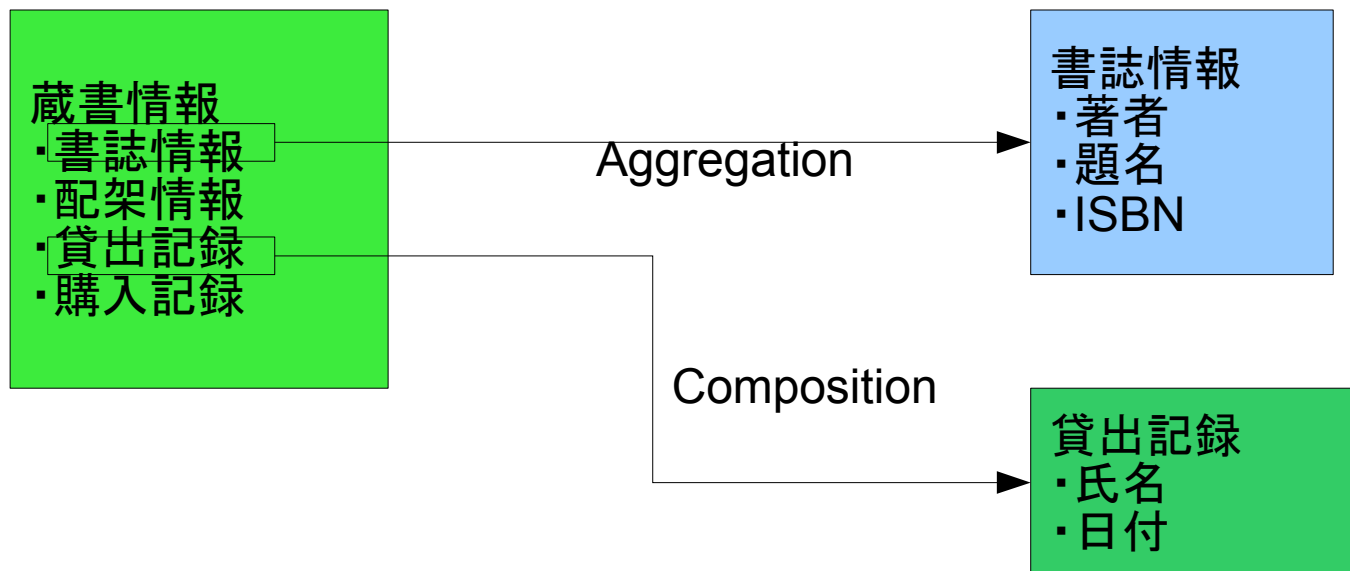 蔵書情報
・書誌情報
・配架情報
・貸出記録
・購入記録
Aggregation
書誌情報
・著者
・題名
・ISBN
Composition
貸出記録
・氏名
・日付